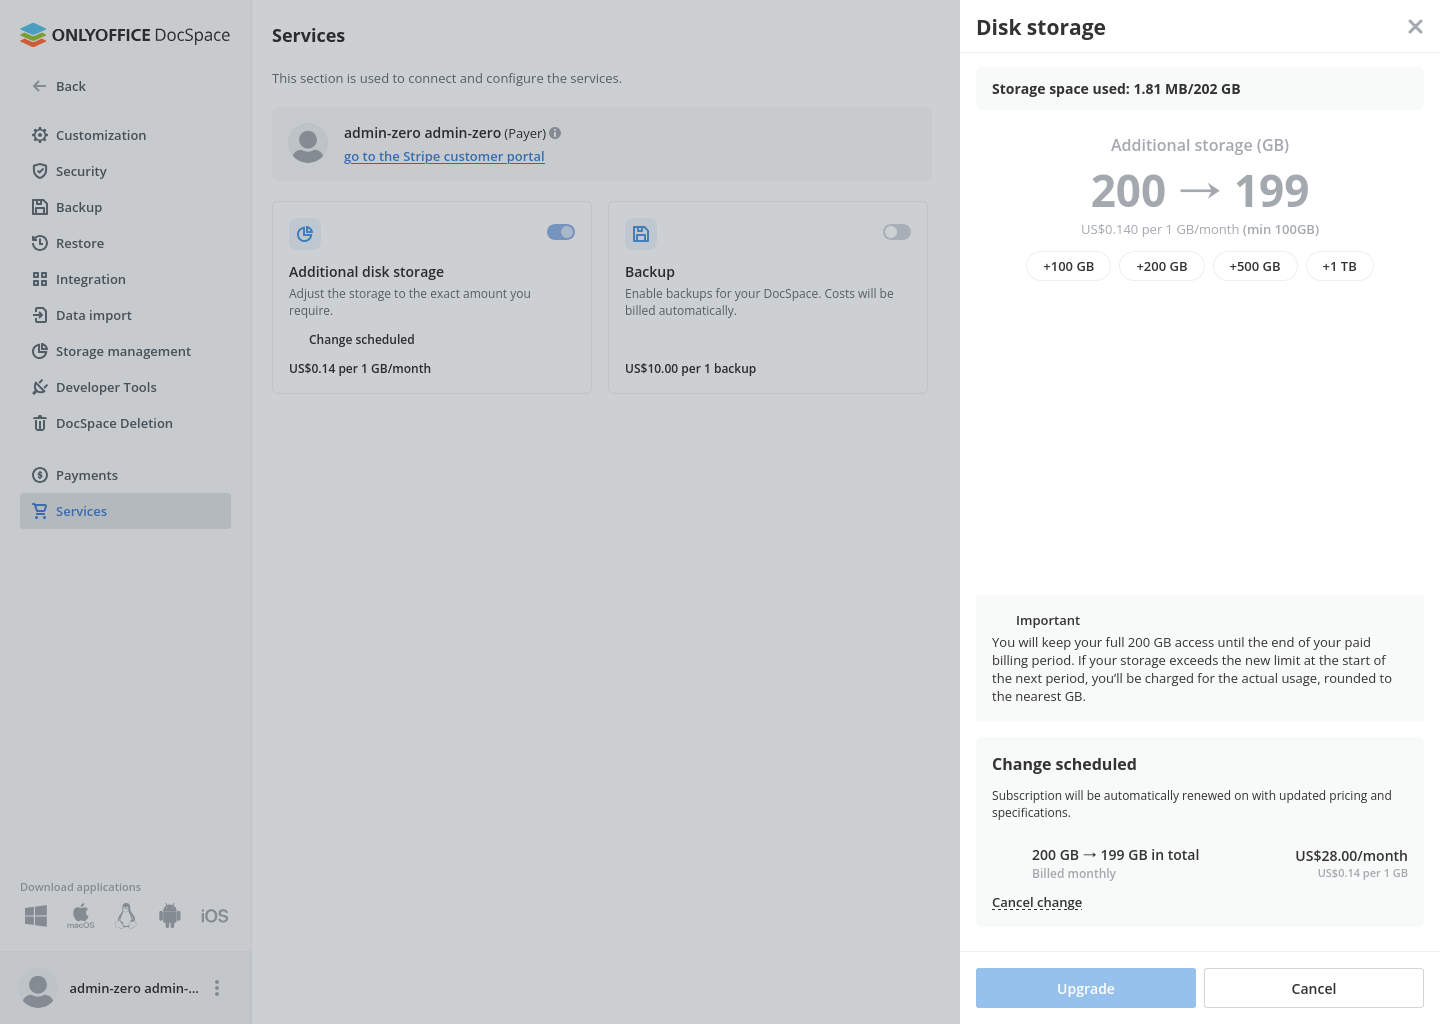 ONLYOFFICE DocSpace
Back
Customization
Security
Backup
Restore
Integration
Data import
Storage management
Developer Tools
DocSpace Deletion
Payments
Services
Download applications
macOS
iOS
admin-zero admin-...
Services
This section is used to connect and configure the services.
admin-zero admin-zero (Payer)
go to the Stripe customer portal
Additional disk storage
Adjust the storage to the exact amount you
require.
Change scheduled
US$0.14 per 1 GB/month
Backup
Enable backups for your DocSpace. Costs will be
billed automatically.
US$10.00 per 1 backup
Disk storage
Storage space used: 1.81 MB/202 GB
Additional storage (GB)
200 → 199
US$0.140 per 1 GB/month (min 100GB)
+100 GB
+200 GB
+500 GB
+1 TB
Important
You will keep your full 200 GB access until the end of your paid
billing period. If your storage exceeds the new limit at the start of
the next period, you’ll be charged for the actual usage, rounded to
the nearest GB.
Change scheduled
Subscription will be automatically renewed on with updated pricing and
specifications.
200 GB → 199 GB in total
US$28.00/month
Billed monthly
US$0.14 per 1 GB
Cancel change
Upgrade
Cancel